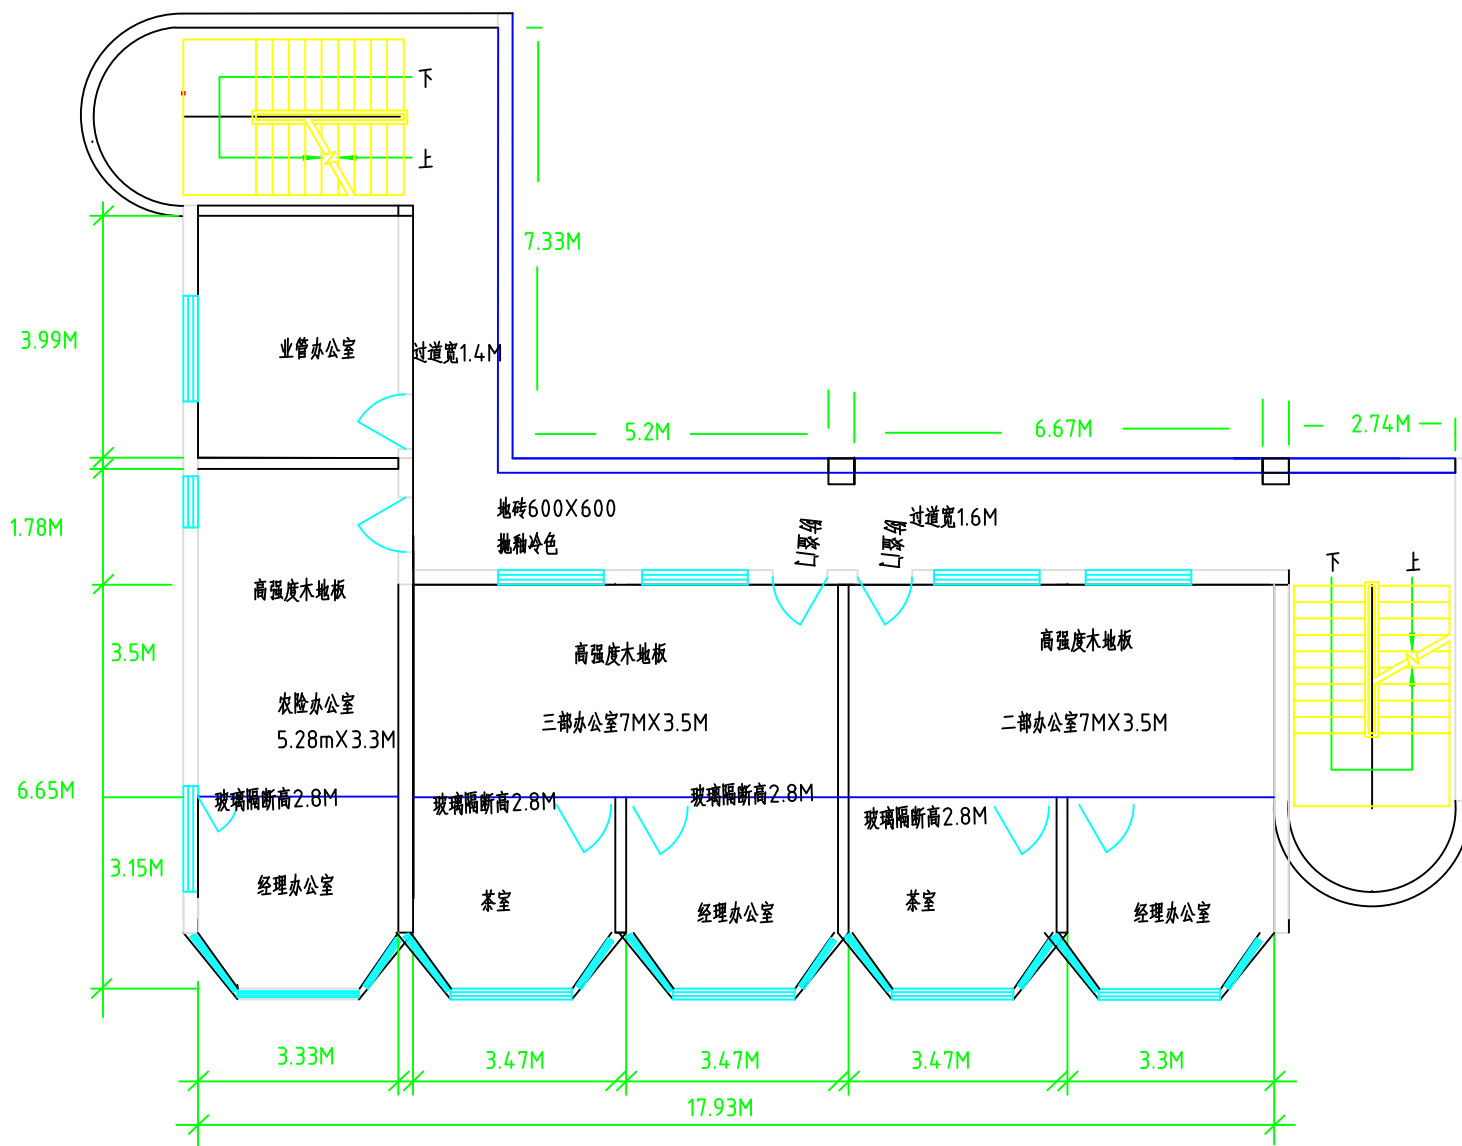 下
上
7.33M
3.99M
业管办公室
过道宽1.4M
5.2M
6.67M
2.74M
1.78M
地砖600X600
抛釉冷色
门要砖
门要砖
过道宽1.6M
下
上
高强度木地板
3.5M
高强度木地板
高强度木地板
农险办公室
5.28mX3.3M
三部办公室7MX3.5M
二部办公室7MX3.5M
6.65M
玻璃隔断高2.8M
玻璃隔断高2.8M
玻璃隔断高2.8M
玻璃隔断高2.8M
3.15M
经理办公室
茶室
经理办公室
茶室
经理办公室
3.33M
3.47M
3.47M
3.47M
3.3M
17.93M